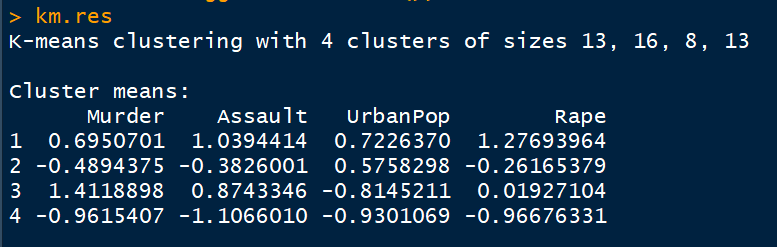 > km.res
K-means clustering with 4 clusters of sizes 13, 16, 8, 13
Cluster means:
Murder Assault UrbanPop Rape
1 0.6950701 1.0394414 0.7226370 1.27693964
2 -0.4894375 -0.3826001 0.5758298 -0.26165379
3 1.4118898 0.8743346 -0.8145211 0.01927104
4 -0.9615407 -1.1066010 -0.9301069 -0.96676331